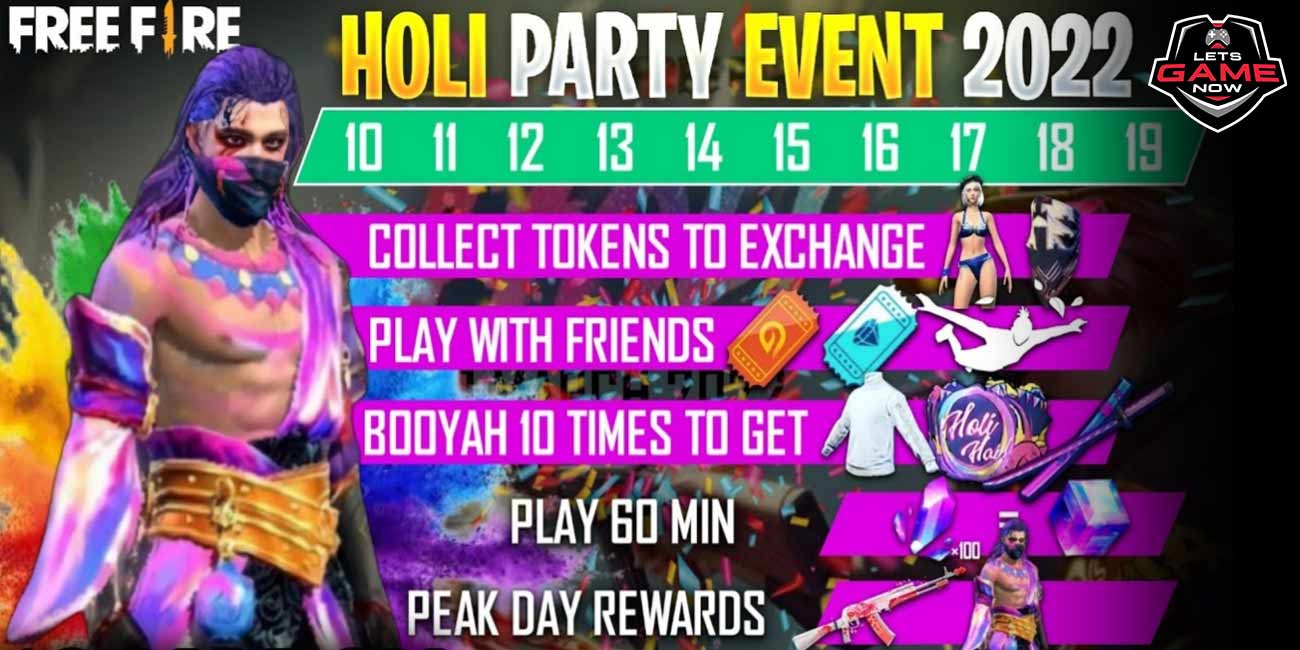 FREE FIRE
HOLI PARTY EVENT 2022
LETS
GAME
NOW
10 11 12 13 14 15 16 17 18 19
COLLECT TOKENS TO EXCHANGE
PLAY WITH FRIENDS
BOOYAH 10 TIMES TO GET
Holi
PLAY 60 MIN
×100
PEAK DAY REWARDS